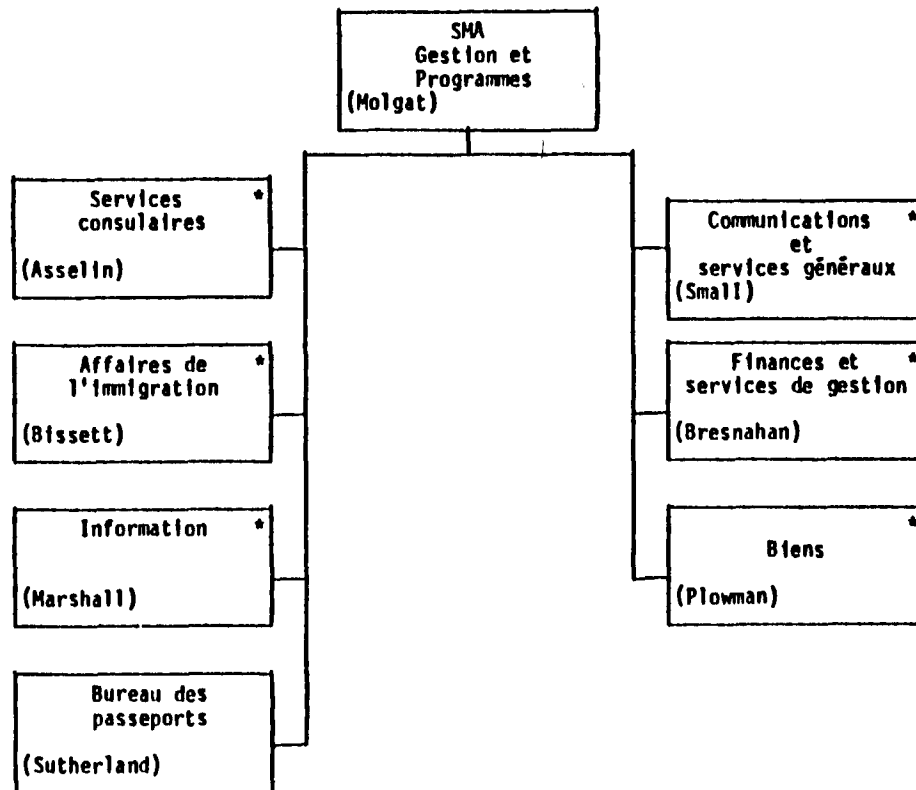 SMA
Gestion et
Programmes
(Molgat)
Services *
consulaires
(Asselin)
Affaires de *
l'immigration
(Bissett)
Information *
(Marshall)
Bureau des
passeports
(Sutherland)
Communications *
et
services généraux
(Small)
Finances et *
services de gestion
(Bresnahan)
*
Biens
(Plowman)